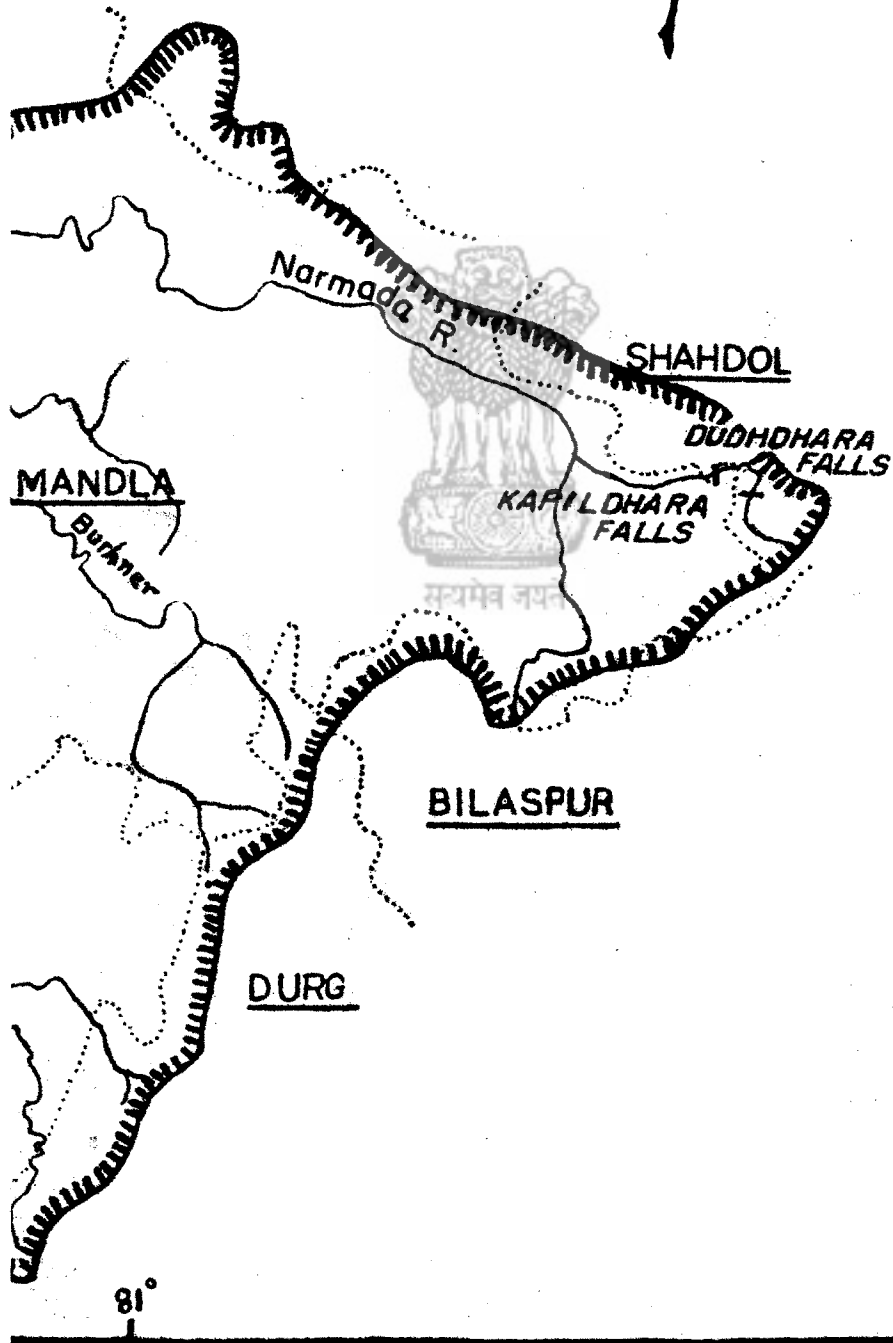 Narmada R.
SHAHDOL
DUDHDHARA
FALLS
MANDLA
KAPILDHARA
FALLS
Burhner
सत्यमेव जयते
BILASPUR
DURG
81°